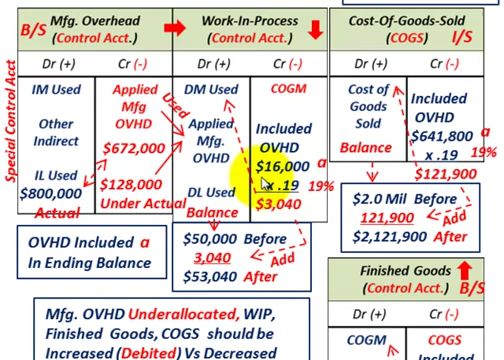 B/S Mfg. Overhead
(Control Acct.)
Dr (+) Cr (-)
Special Control Acct
IM Used
Other
Indirect
IL Used
$800,000
Actual
Applied
Mfg
OVHD
$672,000
$128,000
Under Actual
Used
Work-In-Process
(Control Acct.)
Dr (+) Cr (-)
DM Used
Applied
Mfg.
OVHD
DL Used
Balance
COGM
Included
OVHD
$16,000 a
x .19 19%
$3,040
$50,000 Before
3,040 Add
$53,040 After
Cost-Of-Goods-Sold
(COGS) I/S
Dr (+) Cr (-)
Cost of
Goods
Sold
Balance
Included
OVHD
$641,800 a
x .19 19%
$121,900
$2.0 Mil Before
121,900 Add
$2,121,900 After
OVHD Included a
In Ending Balance
Finished Goods
(Control Acct.) B/S
Dr (+) Cr (-)
COGM COGS
Included
Mfg. OVHD Underallocated, WIP,
Finished Goods, COGS should be
Increased (Debited) Vs Decreased